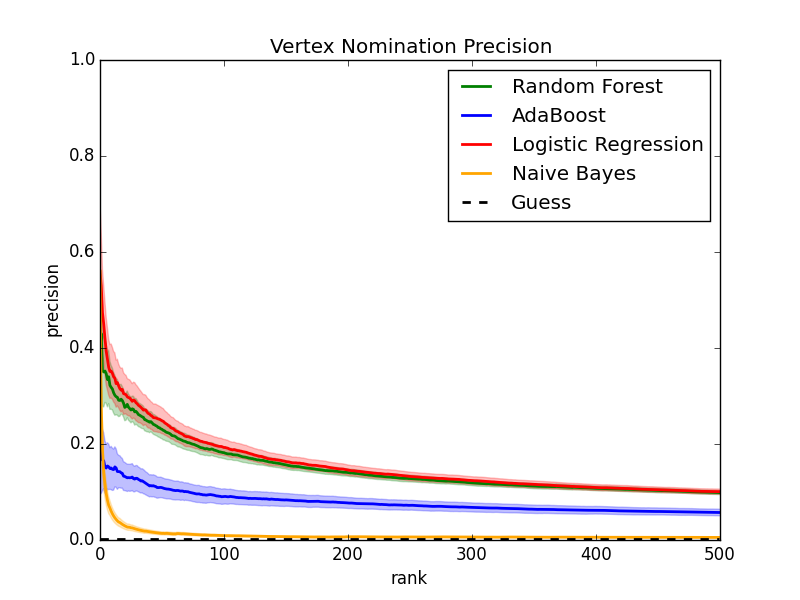 Vertex Nomination Precision
1.0
0.8
0.6
0.4
0.2
0.0
precision
Random Forest
AdaBoost
Logistic Regression
Naive Bayes
Guess
0 100 200 300 400 500
rank